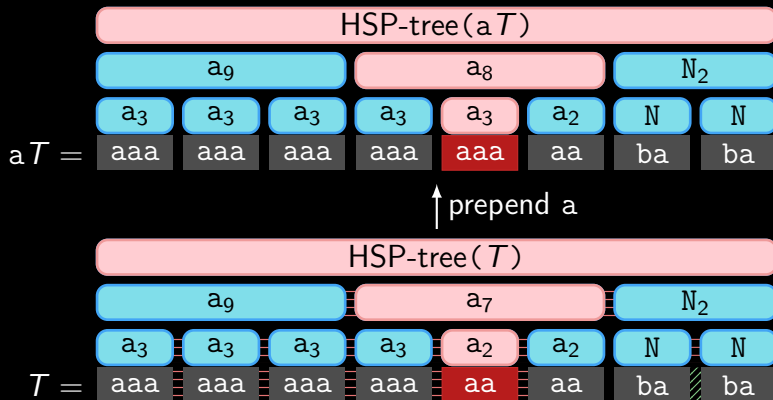 HSP-tree(aT)
a₉ a₈ N₂
a₃ a₃ a₃ a₃ a₃ a₂ N N
aT = aaa aaa aaa aaa aaa aa ba ba
prepend a
HSP-tree(T)
a₉ a₇ N₂
a₃ a₃ a₃ a₃ a₂ a₂ N N
T = aaa aaa aaa aaa aa aa ba ba